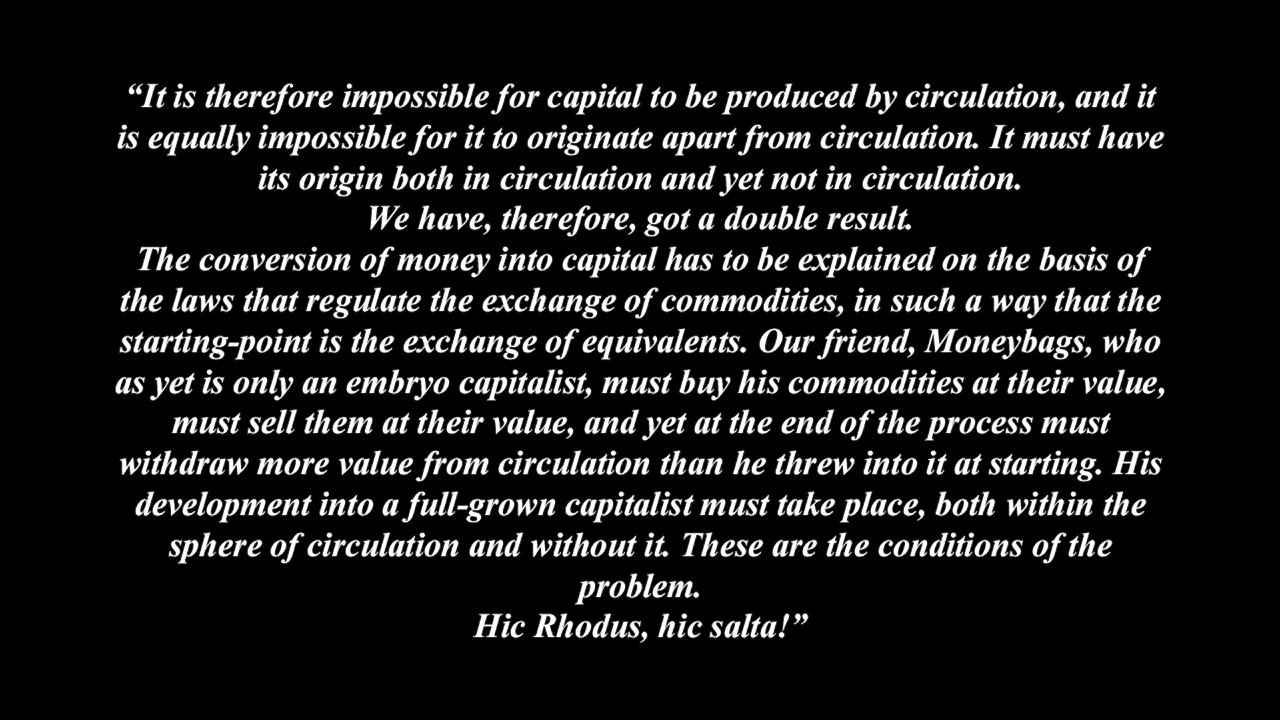 “It is therefore impossible for capital to be produced by circulation, and it
is equally impossible for it to originate apart from circulation. It must have
its origin both in circulation and yet not in circulation.
We have, therefore, got a double result.
The conversion of money into capital has to be explained on the basis of
the laws that regulate the exchange of commodities, in such a way that the
starting-point is the exchange of equivalents. Our friend, Moneybags, who
as yet is only an embryo capitalist, must buy his commodities at their value,
must sell them at their value, and yet at the end of the process must
withdraw more value from circulation than he threw into it at starting. His
development into a full-grown capitalist must take place, both within the
sphere of circulation and without it. These are the conditions of the
problem.
Hic Rhodus, hic salta!”